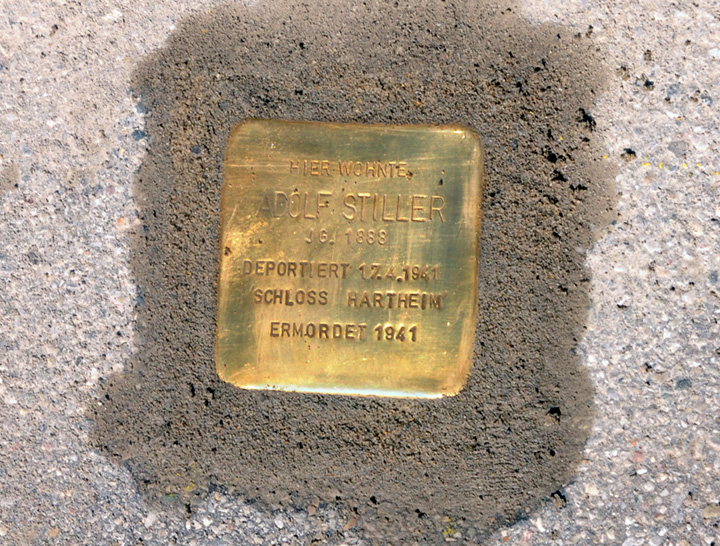 HIER WOHNTE
ADOLF STILLER
JG. 1888
DEPORTIERT 17.4.1941
'SCHLOSS HARTHEIM'
ERMORDET 1941